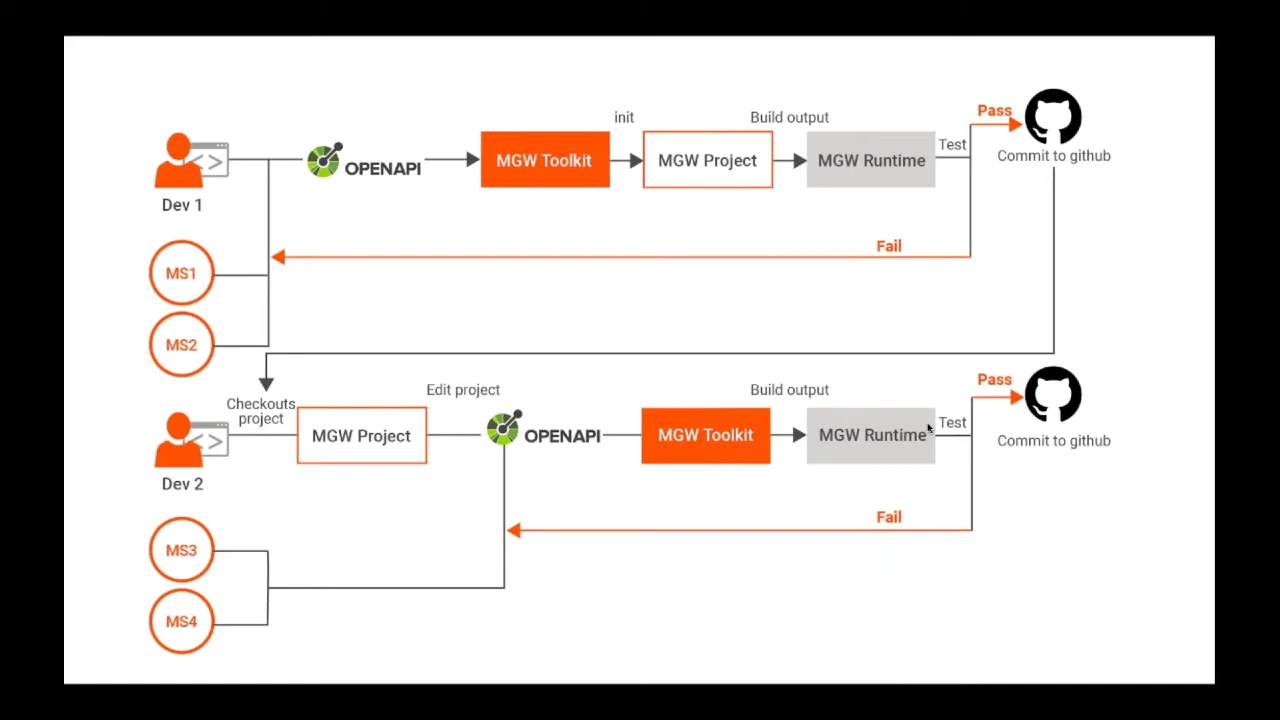 init
Build output
Pass
OPENAPI
MGW Toolkit
MGW Project
MGW Runtime
Test
Commit to github
Dev 1
Fail
MS1
MS2
Checkouts
project
Edit project
Build output
Pass
MGW Project
OPENAPI
MGW Toolkit
MGW Runtime
Test
Commit to github
Dev 2
Fail
MS3
MS4